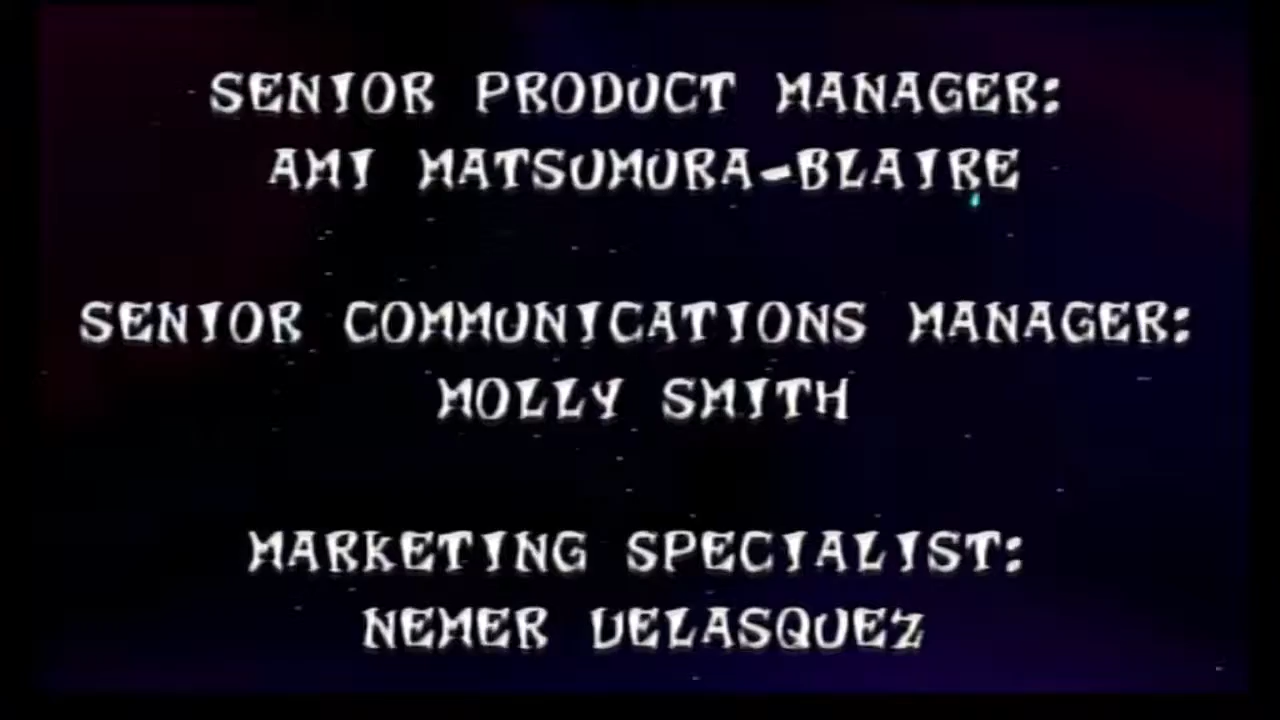 SENIOR PRODUCT MANAGER:
AMI MATSUMURA-BLAIRE
SENIOR COMMUNICATIONS MANAGER:
MOLLY SMITH
MARKETING SPECIALIST:
NEMER VELASQUEZ